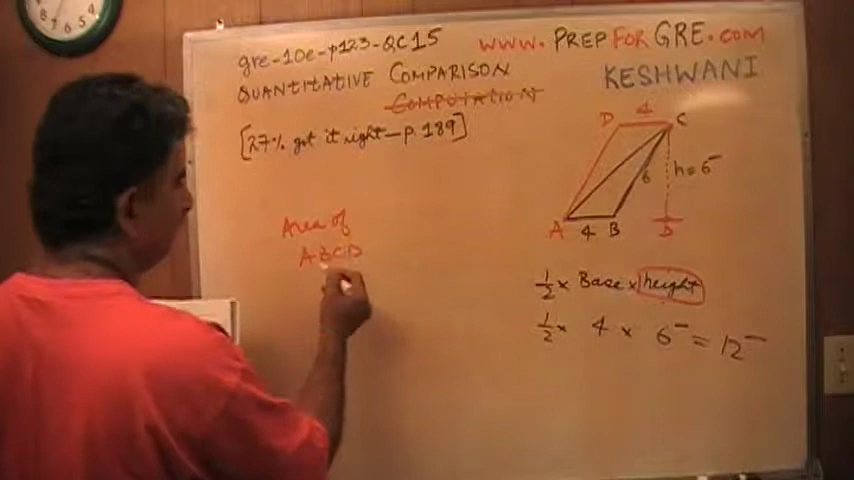 gre-10e-p123-QC15
WWW. PREPFORGRE.COM
QUANTITATIVE COMPARISON
KESHWANI
COMPUTATION
[27% got it right-p.189]
D 4 C
6
h=6⁻
Area of
ABCD
A 4 B D
1/2 x Base x height
1/2 x 4 x 6⁻ = 12⁻